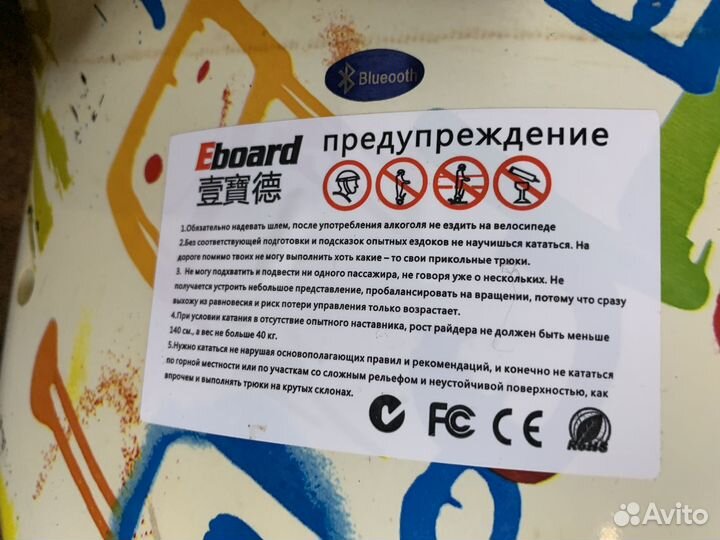 Blueooth
Eboard
壹寶德
предупреждение
1.Обязательно надевать шлем, после употребления алкоголя не ездить на велосипеде
2.Без соответствующей подготовки и подсказок опытных ездоков не научишься кататься. На
дороге помимо твоих не могу выполнить хоть какие – то свои прикольные трюки.
3. Не могу подхватить и подвести ни одного пассажира, не говоря уже о нескольких. Не
получается устроить небольшое представление, пробалансировать на вращении, потому что сразу
выхожу из равновесия и риск потери управления только возрастает.
4.При условии катания в отсутствие опытного наставника, рост райдера не должен быть меньше
140 см., а вес не больше 40 кг.
5.Нужно кататься не нарушая основополагающих правил и рекомендаций, и конечно не кататься
по горной местности или по участкам со сложным рельефом и неустойчивой поверхностью, как
впрочем и выполнять трюки на крутых склонах.
FC CE RoHS
Avito